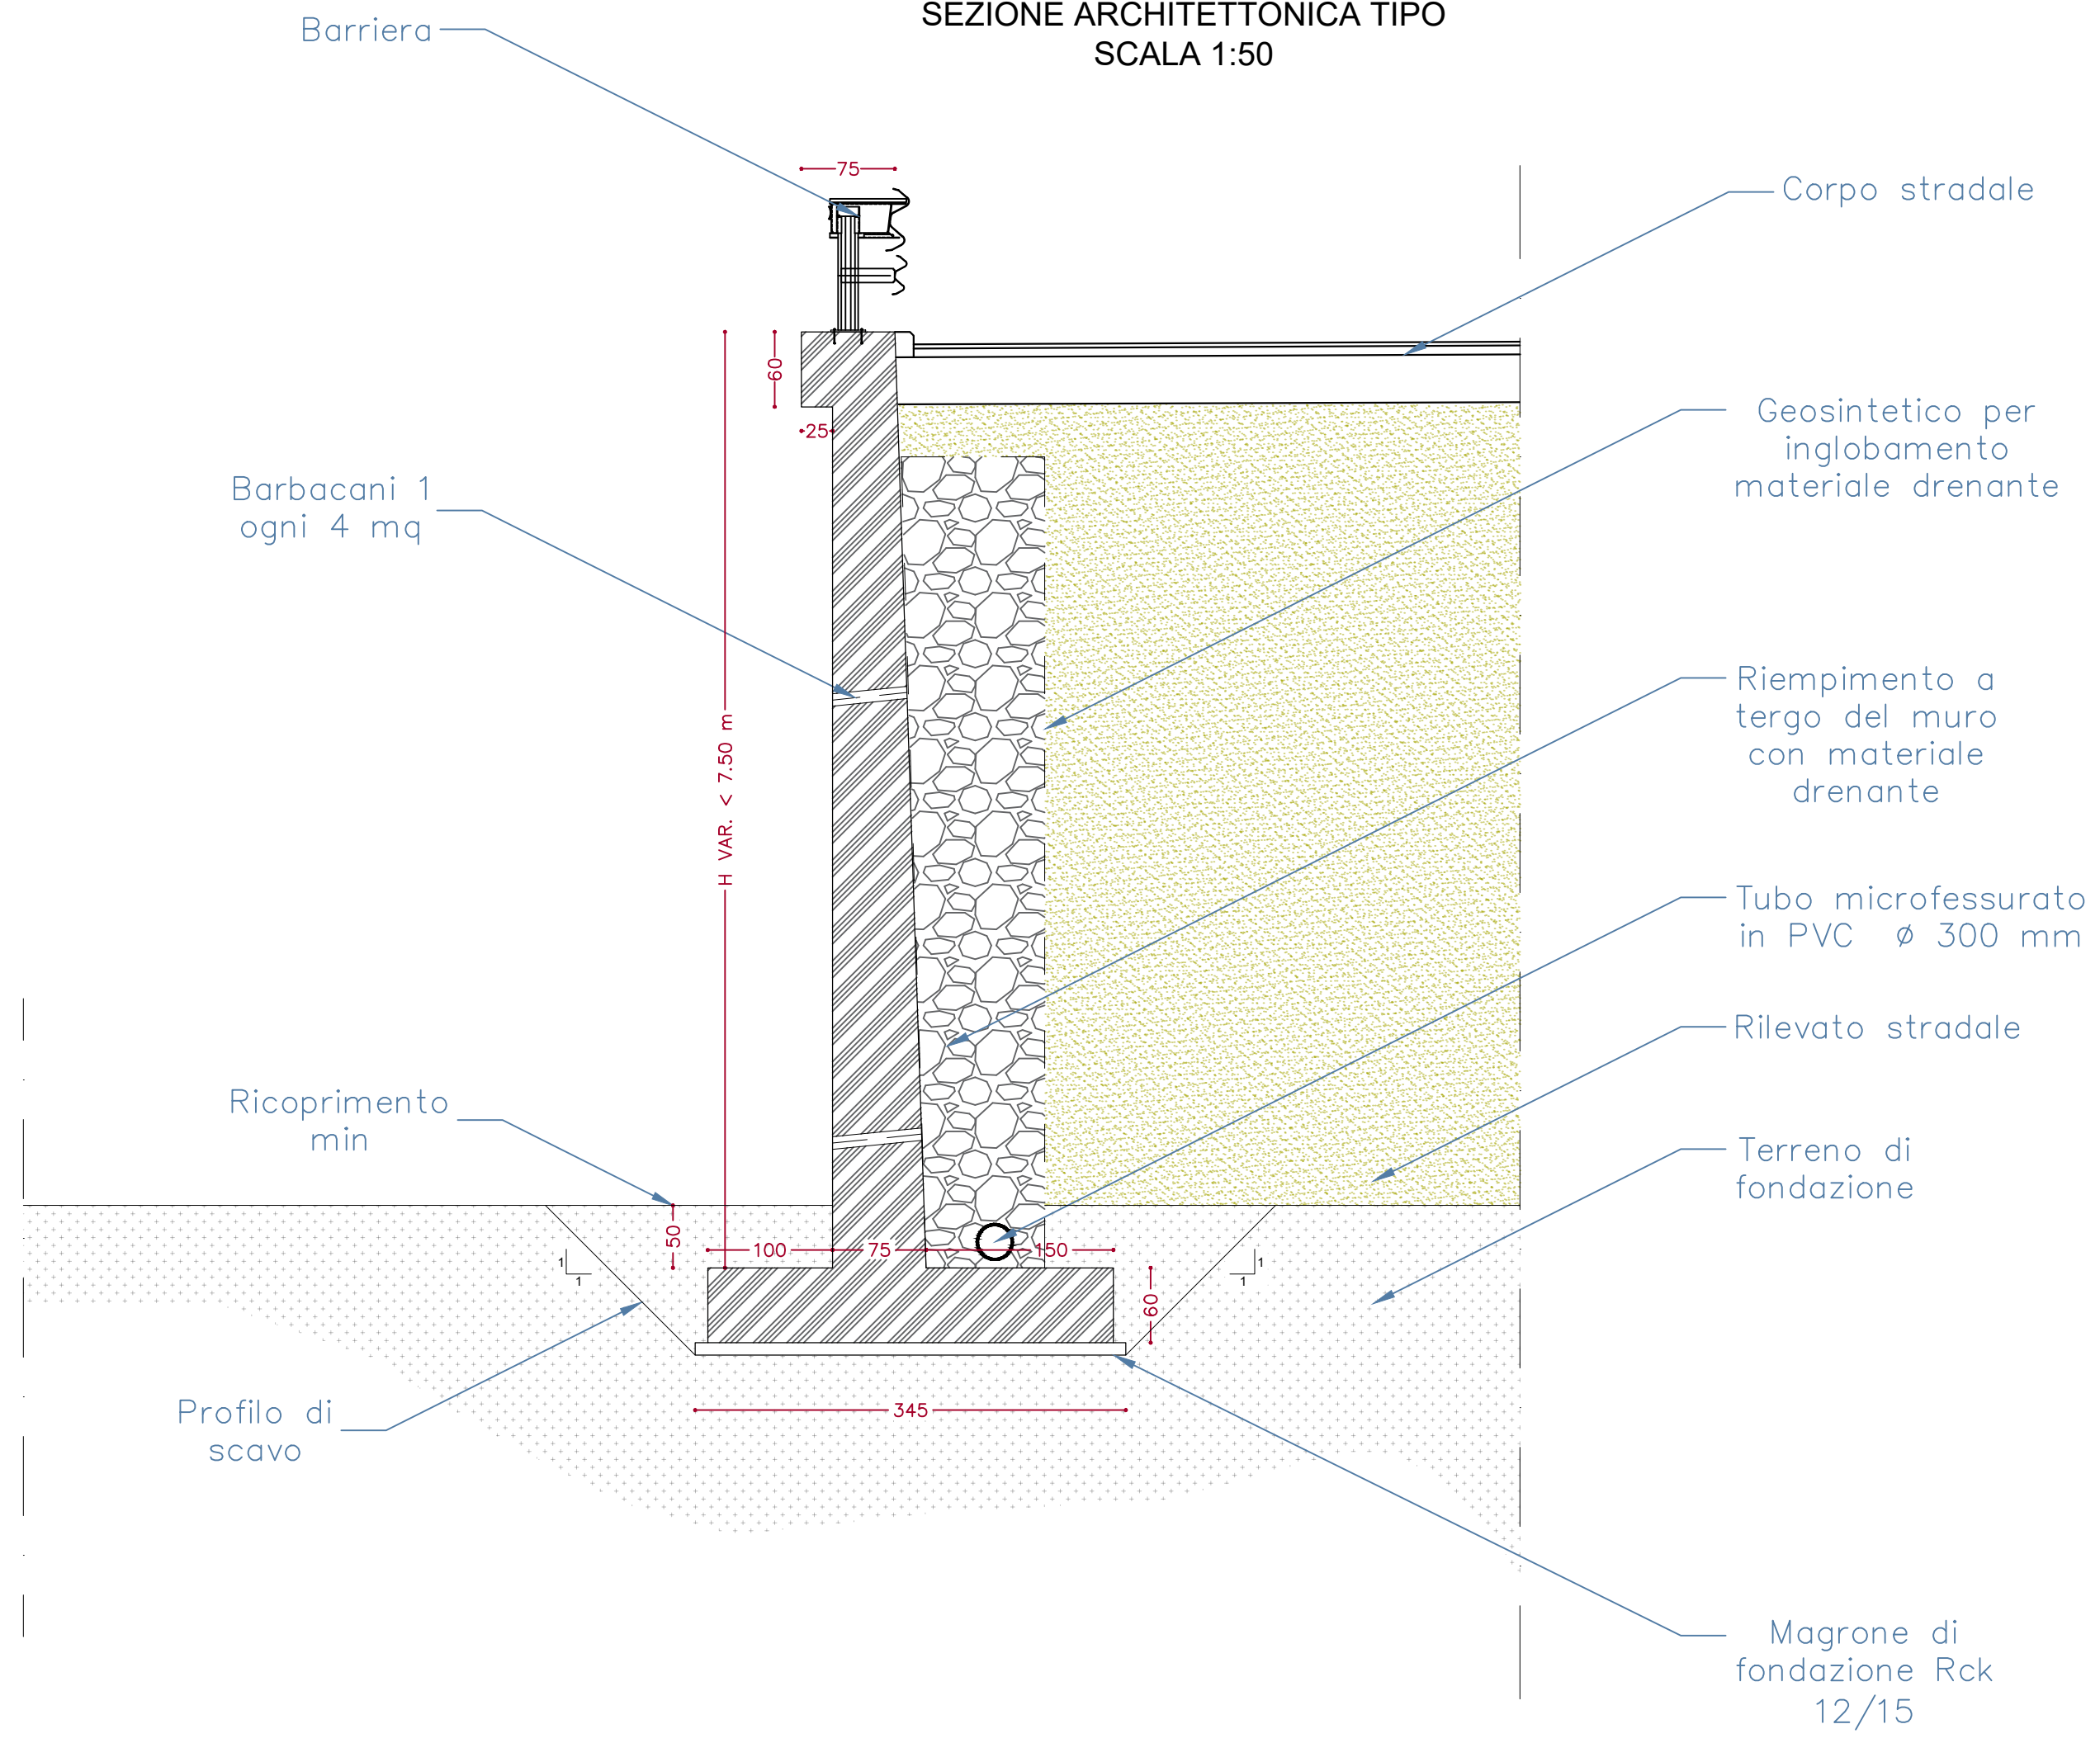 SEZIONE ARCHITETTONICA TIPO
SCALA 1:50
Barriera
75
Corpo stradale
60
25
Geosintetico per
inglobamento
materiale drenante
Barbacani 1
ogni 4 mq
H VAR. < 7.50 m
Riempimento a
tergo del muro
con materiale
drenante
Tubo microfessurato
in PVC Ø 300 mm
Rilevato stradale
Ricoprimento
min
Terreno di
fondazione
50
100
75
150
1
1
1
1
60
Profilo di
scavo
345
Magrone di
fondazione Rck
12/15